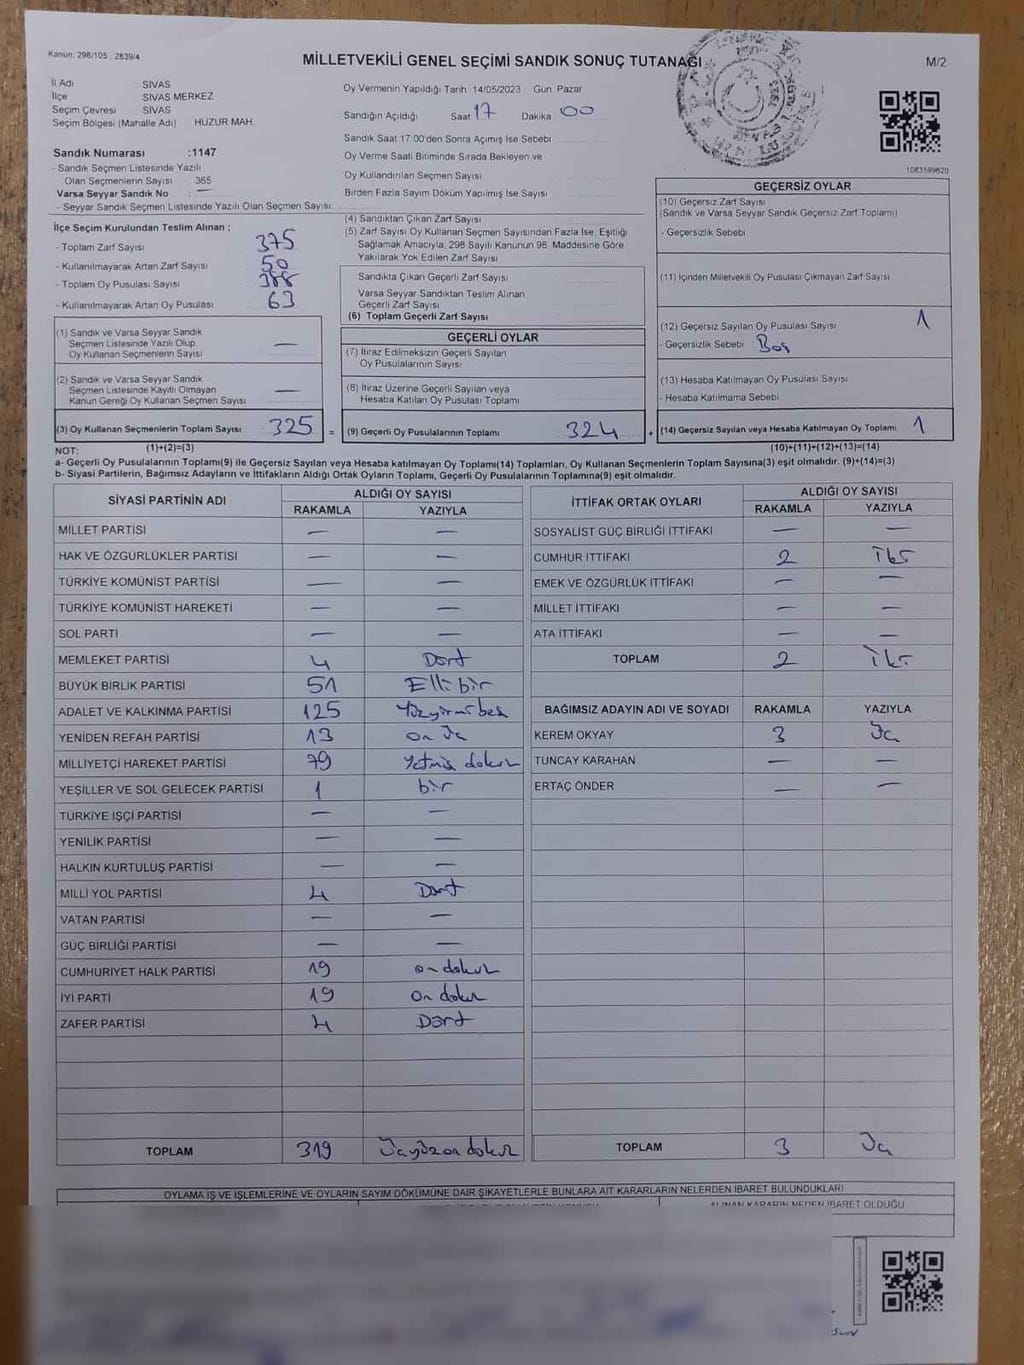 Kanun: 298/105 , 2839/4
MİLLETVEKİLİ GENEL SEÇİMİ SANDIK SONUÇ TUTANAĞI
M/2
İl Adı : SIVAS
İlçe : SIVAS MERKEZ
Seçim Çevresi : SIVAS
Seçim Bölgesi (Mahalle Adı) : HUZUR MAH
Oy Vermenin Yapıldığı Tarih: 14/05/2023 Gün: Pazar
Sandığın Açıldığı Saat: 17 Dakika 00
Sandık Saat 17:00'den Sonra Açılmış İse Sebebi
Sandık Numarası :1147
- Sandık Seçmen Listesinde Yazılı
Olan Seçmenlerin Sayısı : 365
Varsa Seyyar Sandık No : —
- Seyyar Sandık Seçmen Listesinde Yazılı Olan Seçmen Sayısı
Oy Verme Saati Bitiminde Sırada Bekleyen ve
Oy Kullandırılan Seçmen Sayısı
Birden Fazla Sayım Döküm Yapılmış İse Sayısı
1083599620
İlçe Seçim Kurulundan Teslim Alınan ;
- Toplam Zarf Sayısı 375
- Kullanılmayarak Artan Zarf Sayısı 50
- Toplam Oy Pusulası Sayısı 388
- Kullanılmayarak Artan Oy Pusulası 63
(4) Sandıktan Çıkan Zarf Sayısı
(5) Zarf Sayısı Oy Kullanan Seçmen Sayısından Fazla İse, Eşitliği
Sağlamak Amacıyla, 298 Sayılı Kanunun 98. Maddesine Göre
Yakılarak Yok Edilen Zarf Sayısı
Sandıkta Çıkan Geçerli Zarf Sayısı
Varsa Seyyar Sandıktan Teslim Alınan
Geçerli Zarf Sayısı
(6) Toplam Geçerli Zarf Sayısı
GEÇERSİZ OYLAR
(10) Geçersiz Zarf Sayısı
(Sandık ve Varsa Seyyar Sandık Geçersiz Zarf Toplamı)
- Geçersizlik Sebebi
(11) İçinden Milletvekili Oy Pusulası Çıkmayan Zarf Sayısı
(12) Geçersiz Sayılan Oy Pusulası Sayısı 1
- Geçersizlik Sebebi Boş
(13) Hesaba Katılmayan Oy Pusulası Sayısı
- Hesaba Katılmama Sebebi
(1) Sandık ve Varsa Seyyar Sandık
Seçmen Listesinde Yazılı Olup
Oy Kullanan Seçmenlerin Sayısı —
(2) Sandık ve Varsa Seyyar Sandık
Seçmen Listesinde Kayıtlı Olmayan
Kanun Gereği Oy Kullanan Seçmen Sayısı —
GEÇERLİ OYLAR
(7) İtiraz Edilmeksizin Geçerli Sayılan
Oy Pusulalarının Sayısı
(8) İtiraz Üzerine Geçerli Sayılan veya
Hesaba Katılan Oy Pusulası Toplamı
(3) Oy Kullanan Seçmenlerin Toplam Sayısı 325 = (9) Geçerli Oy Pusulalarının Toplamı 324 + (14) Geçersiz Sayılan veya Hesaba Katılmayan Oy Toplamı 1
NOT: (1)+(2)=(3) (10)+(11)+(12)+(13)=(14)
a- Geçerli Oy Pusulalarının Toplamı(9) ile Geçersiz Sayılan veya Hesaba katılmayan Oy Toplamı(14) Toplamları, Oy Kullanan Seçmenlerin Toplam Sayısına(3) eşit olmalıdır. (9)+(14)=(3)
b- Siyasi Partilerin, Bağımsız Adayların ve İttifakların Aldığı Ortak Oyların Toplamı, Geçerli Oy Pusulalarının Toplamına(9) eşit olmalıdır.
SİYASİ PARTİNİN ADI ALDIĞI OY SAYISI
RAKAMLA YAZIYLA
MİLLET PARTİSİ — —
HAK VE ÖZGÜRLÜKLER PARTİSİ — —
TÜRKİYE KOMÜNİST PARTİSİ — —
TÜRKİYE KOMÜNİST HAREKETİ — —
SOL PARTİ — —
MEMLEKET PARTİSİ 4 Dört
BÜYÜK BİRLİK PARTİSİ 51 Elli bir
ADALET VE KALKINMA PARTİSİ 125 Yüzyirmi beş
YENİDEN REFAH PARTİSİ 13 on üç
MİLLİYETÇİ HAREKET PARTİSİ 79 Yetmiş dokuz
YEŞİLLER VE SOL GELECEK PARTİSİ 1 bir
TÜRKİYE İŞÇİ PARTİSİ — —
YENİLİK PARTİSİ — —
HALKIN KURTULUŞ PARTİSİ — —
MİLLİ YOL PARTİSİ 4 Dört
VATAN PARTİSİ — —
GÜÇ BİRLİĞİ PARTİSİ — —
CUMHURİYET HALK PARTİSİ 19 on dokuz
İYİ PARTİ 19 on dokuz
ZAFER PARTİSİ 4 Dört
TOPLAM 319 Üçyüzon dokuz
İTTİFAK ORTAK OYLARI ALDIĞI OY SAYISI
RAKAMLA YAZIYLA
SOSYALİST GÜÇ BİRLİĞİ İTTİFAKI — —
CUMHUR İTTİFAKI 2 İki
EMEK VE ÖZGÜRLÜK İTTİFAKI — —
MİLLET İTTİFAKI — —
ATA İTTİFAKI — —
TOPLAM 2 İki
BAĞIMSIZ ADAYIN ADI VE SOYADI RAKAMLA YAZIYLA
KEREM OKYAY 3 Üç
TUNCAY KARAHAN — —
ERTAÇ ÖNDER — —
TOPLAM 3 Üç
OYLAMA İŞ VE İŞLEMLERİNE VE OYLARIN SAYIM DÖKÜMÜNE DAİR ŞİKAYETLERLE BUNLARA AİT KARARLARIN NELERDEN İBARET BULUNDUKLARI
ALINAN KARARIN NEDEN İBARET OLDUĞU